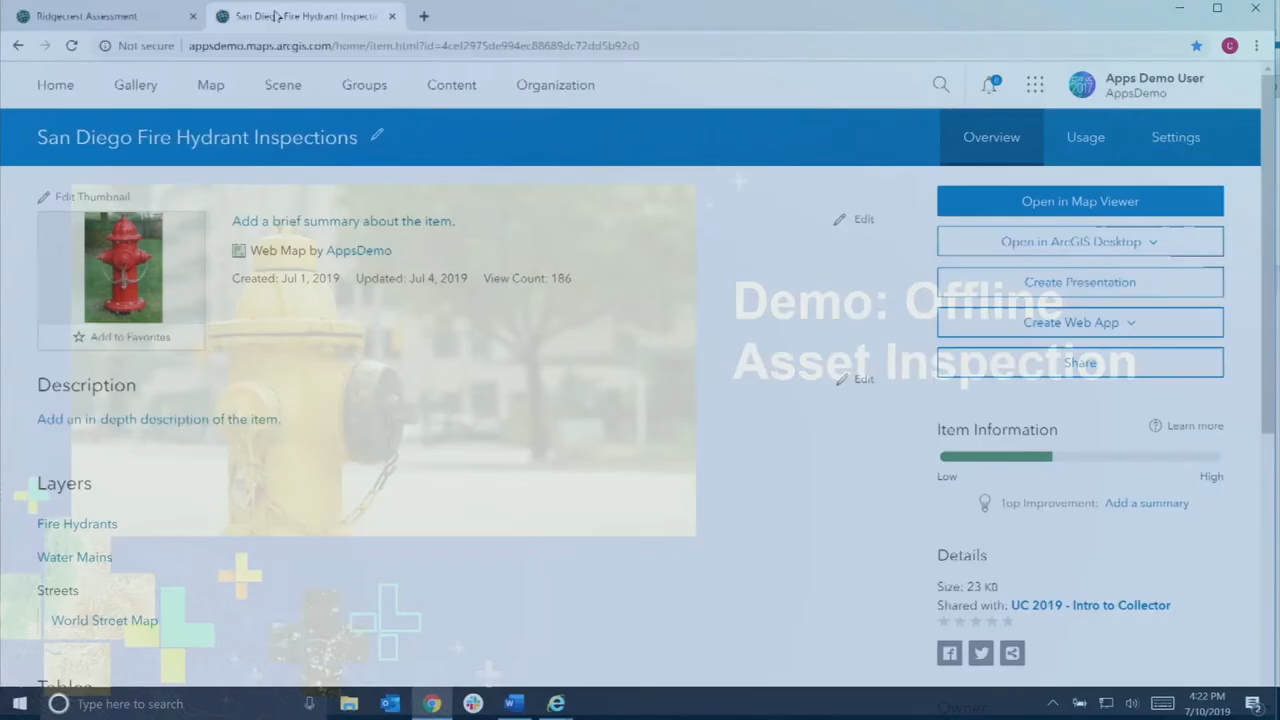 Ridgecrest Assessment
San Diego Fire Hydrant Inspecti
Not secure appsdemo.maps.arcgis.com/home/item.html?id=4cef2975de994ec88689dc72dd5b92c0
C
Home Gallery Map Scene Groups Content Organization
8
2017
Apps Demo User
AppsDemo
San Diego Fire Hydrant Inspections
Overview Usage Settings
Edit Thumbnail
Add to Favorites
Add a brief summary about the item.
Web Map by AppsDemo
Created: Jul 1, 2019 Updated: Jul 4, 2019 View Count: 186
Edit
Open in Map Viewer
Open in ArcGIS Desktop
Create Presentation
Create Web App
Share
Demo: Offline
Asset Inspection
Description
Edit
Add an in depth description of the item.
Layers
Fire Hydrants
Water Mains
Streets
World Street Map
Tables
Item Information
Learn more
Low High
Top Improvement: Add a summary
Details
Size: 23 KB
Shared with: UC 2019 - Intro to Collector
Owner
Type here to search
4:22 PM
7/10/2019
2